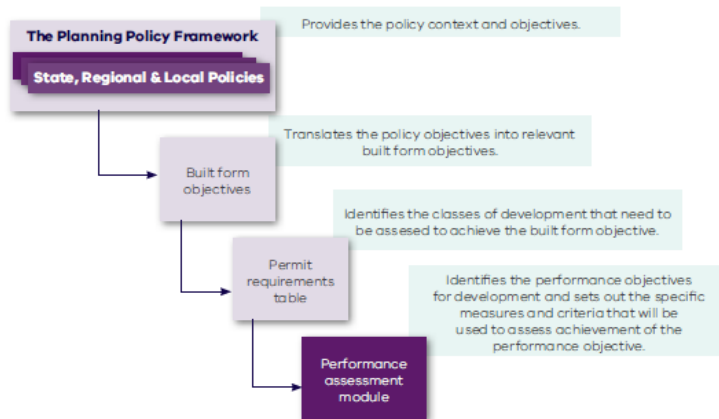 The Planning Policy Framework
State, Regional & Local Policies
Provides the policy context and objectives.
Built form
objectives
Translates the policy objectives into relevant
built form objectives.
Permit
requirements
table
Identifies the classes of development that need to
be assesed to achieve the built form objective.
Performance
assessment
module
Identifies the performance objectives
for development and sets out the specific
measures and criteria that will be
used to assess achievement of the
performance objective.